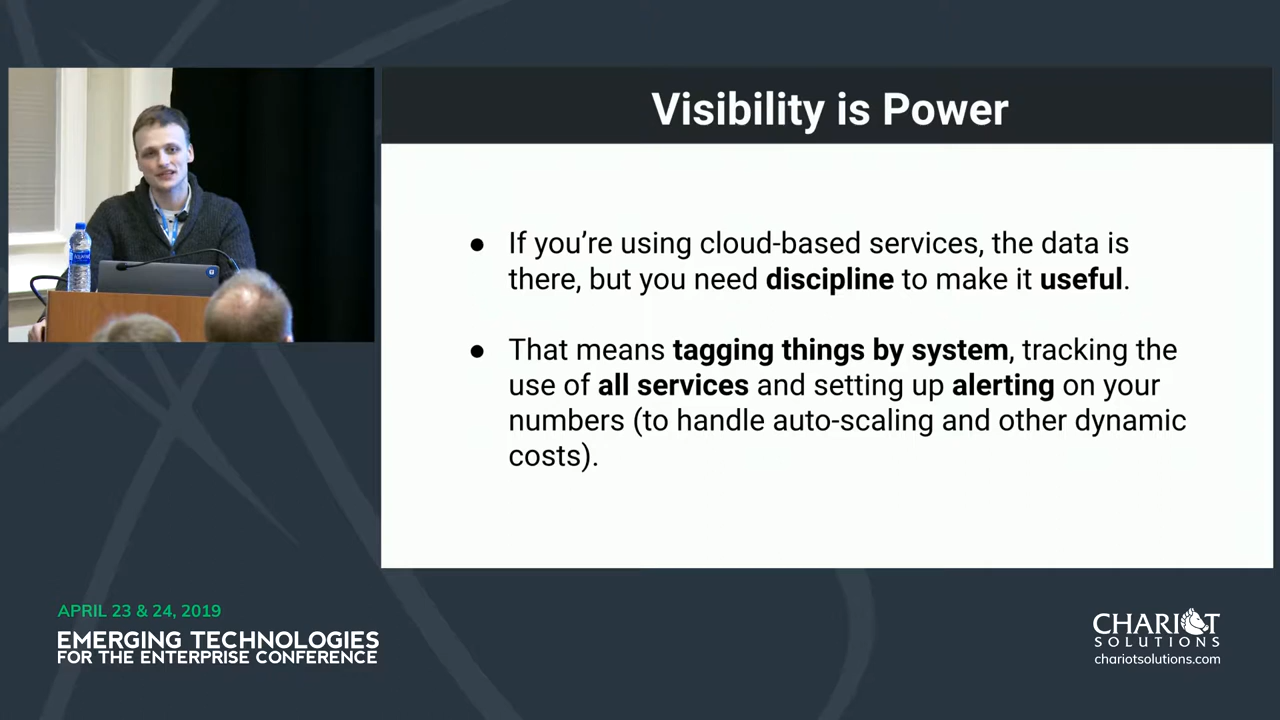 Visibility is Power
● If you’re using cloud-based services, the data is
there, but you need discipline to make it useful.
● That means tagging things by system, tracking the
use of all services and setting up alerting on your
numbers (to handle auto-scaling and other dynamic
costs).
APRIL 23 & 24, 2019
EMERGING TECHNOLOGIES
FOR THE ENTERPRISE CONFERENCE
CHARIOT
SOLUTIONS
chariotsolutions.com